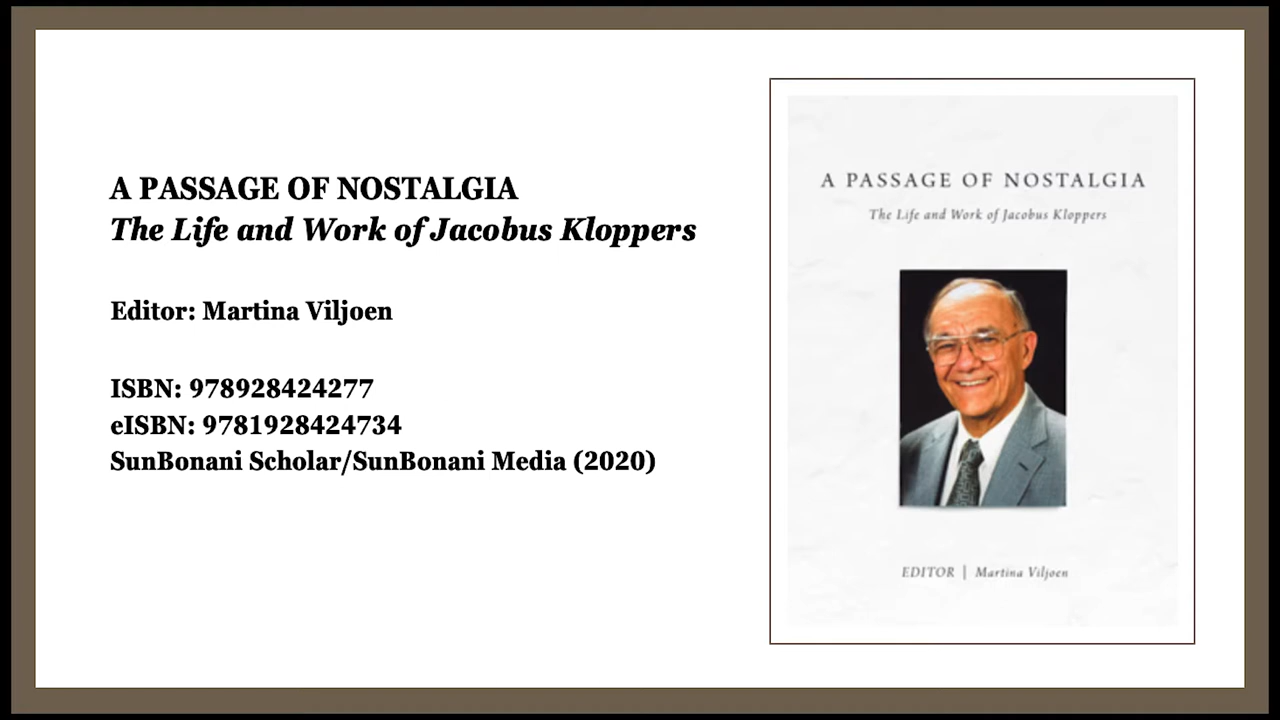 A PASSAGE OF NOSTALGIA
The Life and Work of Jacobus Kloppers
Editor: Martina Viljoen
ISBN: 978928424277
eISBN: 9781928424734
SunBonani Scholar/SunBonani Media (2020)
A PASSAGE OF NOSTALGIA
The Life and Work of Jacobus Kloppers
EDITOR | Martina Viljoen